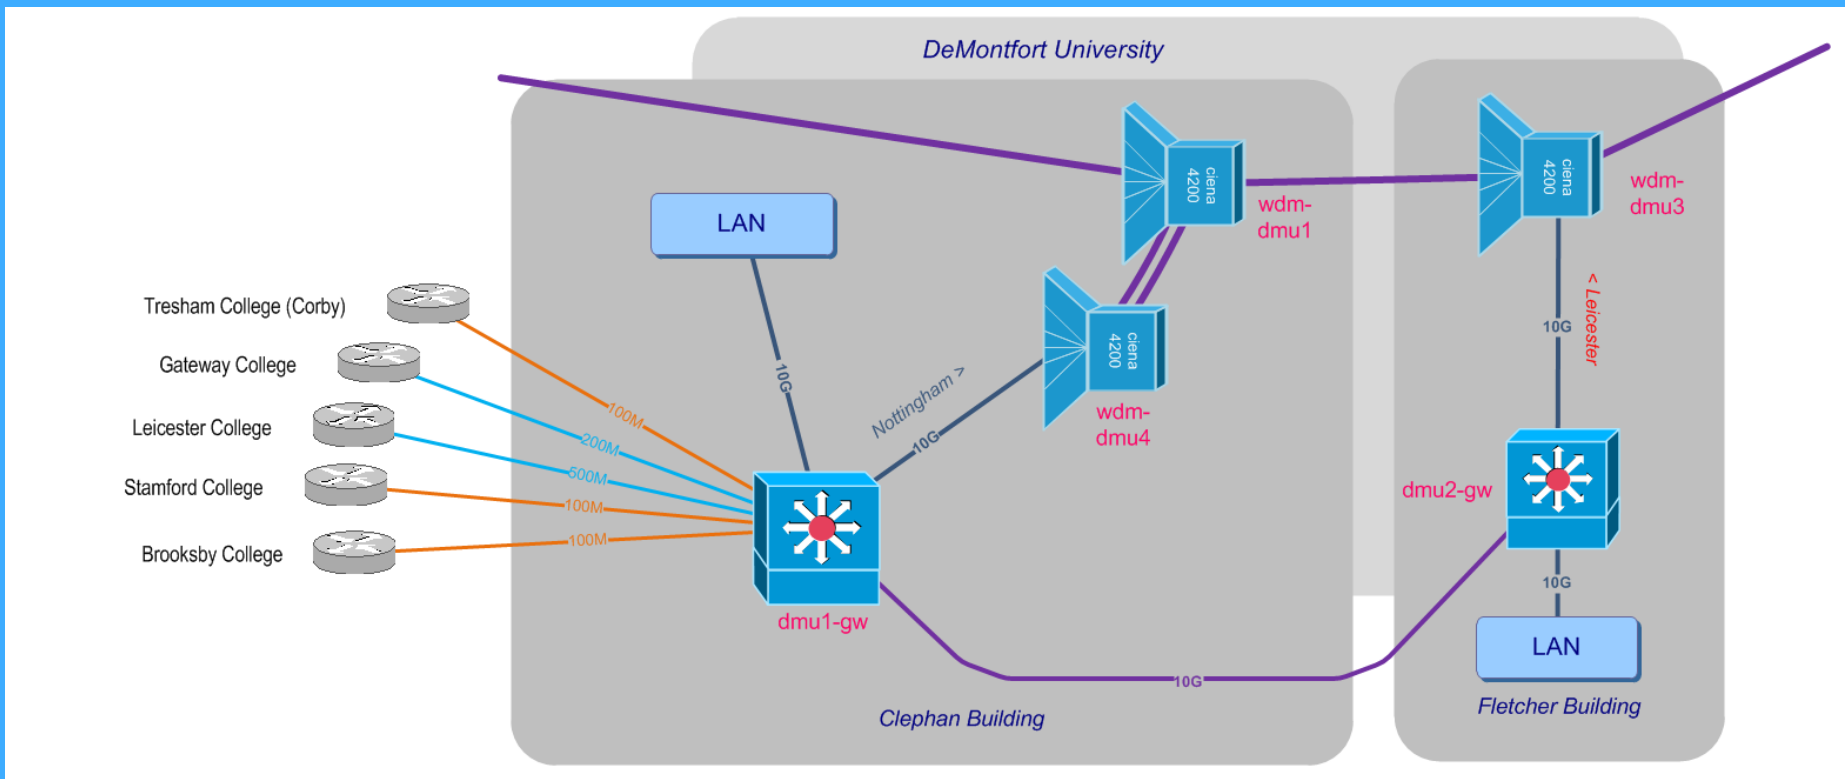 DeMontfort University
ciena
4200
wdm-
dmu1
ciena
4200
wdm-
dmu3
LAN
Tresham College (Corby)
Gateway College
Leicester College
Stamford College
Brooksby College
100M
200M
500M
100M
100M
10G
Nottingham >
10G
ciena
4200
wdm-
dmu4
< Leicester
10G
dmu1-gw
dmu2-gw
10G
LAN
10G
Clephan Building
Fletcher Building